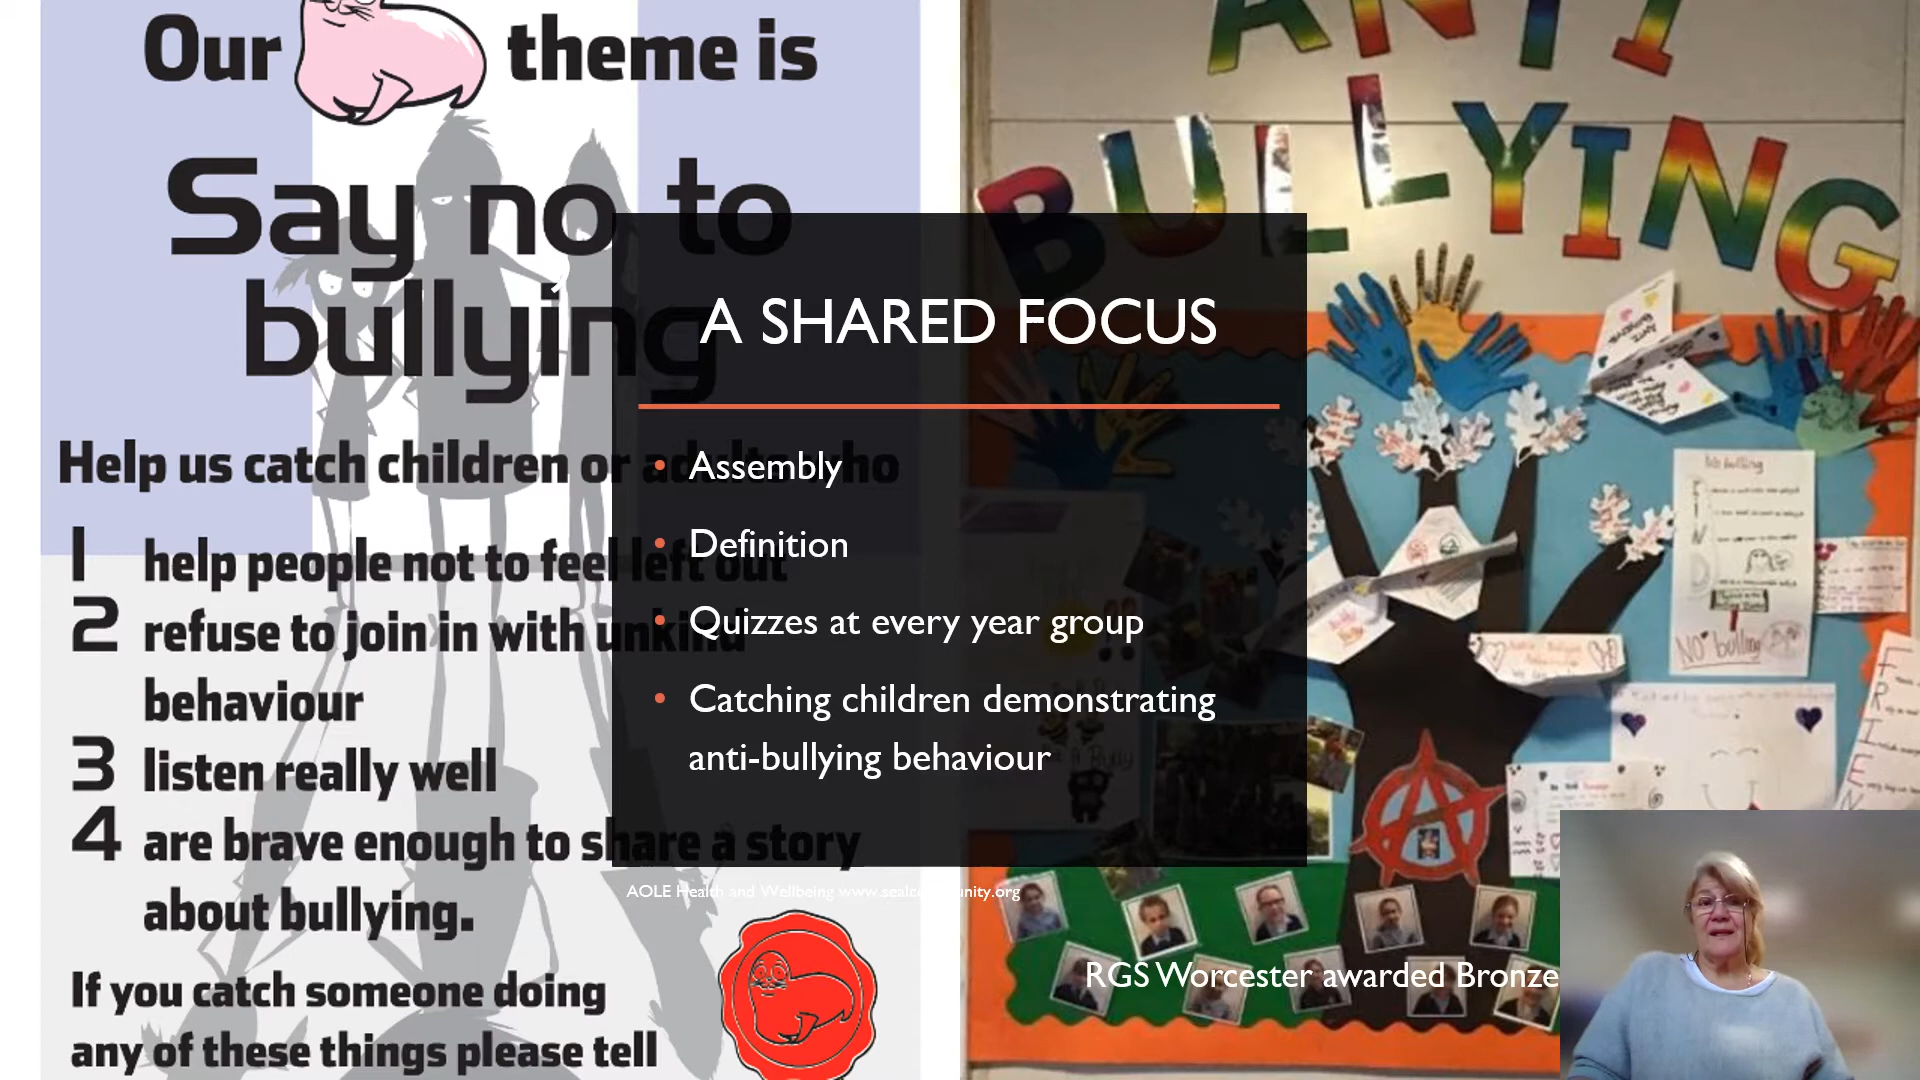 Our theme is
Say no to
bullying
Help us catch children or adults who
1 help people not to feel left out
2 refuse to join in with unkind
behaviour
3 listen really well
4 are brave enough to share a story
about bullying.
If you catch someone doing
any of these things please tell
A SHARED FOCUS
• Assembly
• Definition
• Quizzes at every year group
• Catching children demonstrating
anti-bullying behaviour
AOLE Health and Wellbeing www.sealcommunity.org
ANTI
BULLYING
No bullying
NO bulling
RGS Worcester awarded Bronze